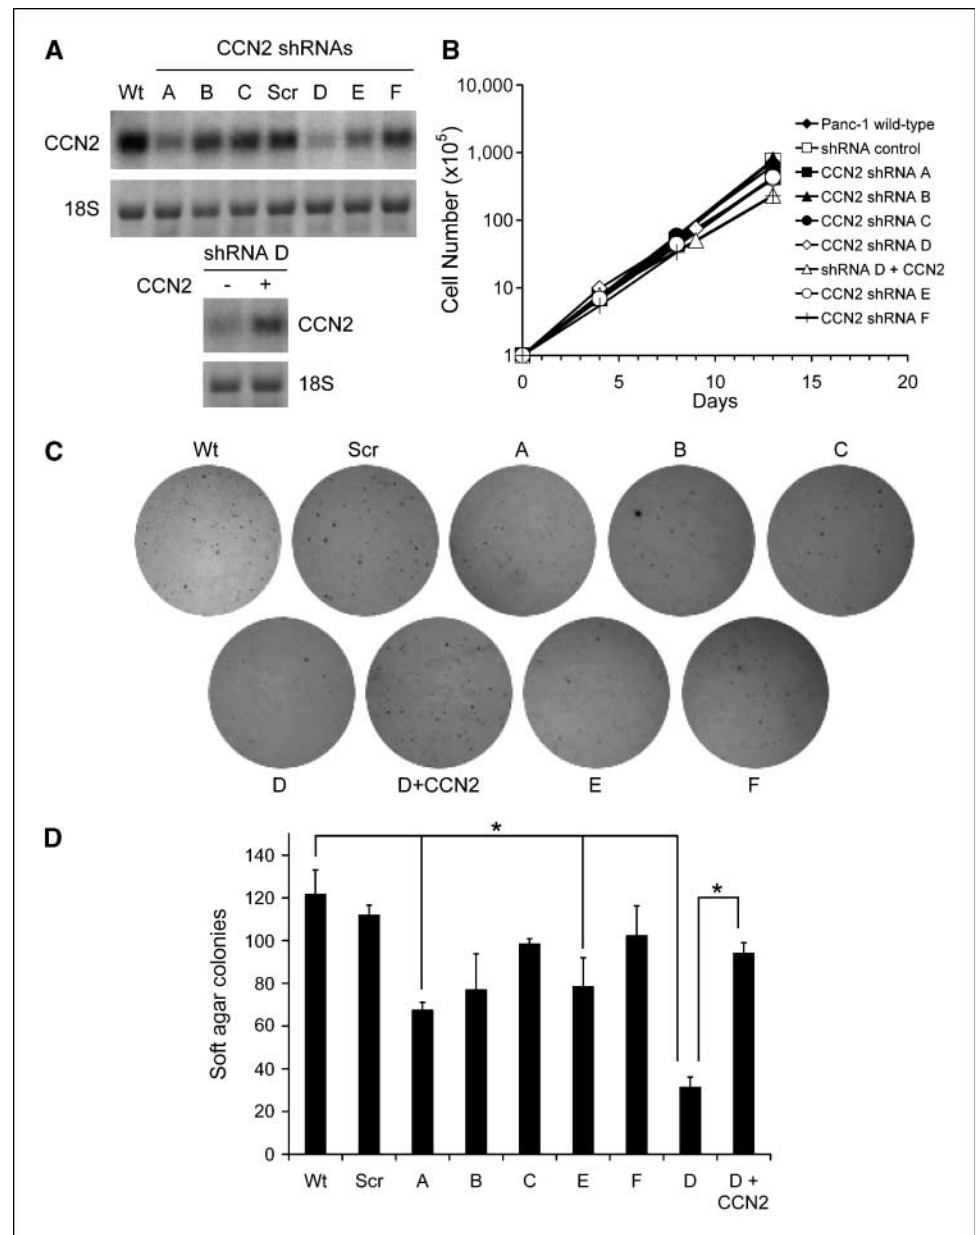 A
CCN2 shRNAs
Wt A B C Scr D E F
CCN2
18S
shRNA D
CCN2 - +
CCN2
18S
B
Cell Number (x10⁵)
10,000
1,000
100
10
1
0 5 10 15 20
Days
Panc-1 wild-type
shRNA control
CCN2 shRNA A
CCN2 shRNA B
CCN2 shRNA C
CCN2 shRNA D
shRNA D + CCN2
CCN2 shRNA E
CCN2 shRNA F
C
Wt Scr A B C
D D+CCN2 E F
D
Soft agar colonies
140
120
100
80
60
40
20
0
*
*
Wt Scr A B C E F D D +
CCN2